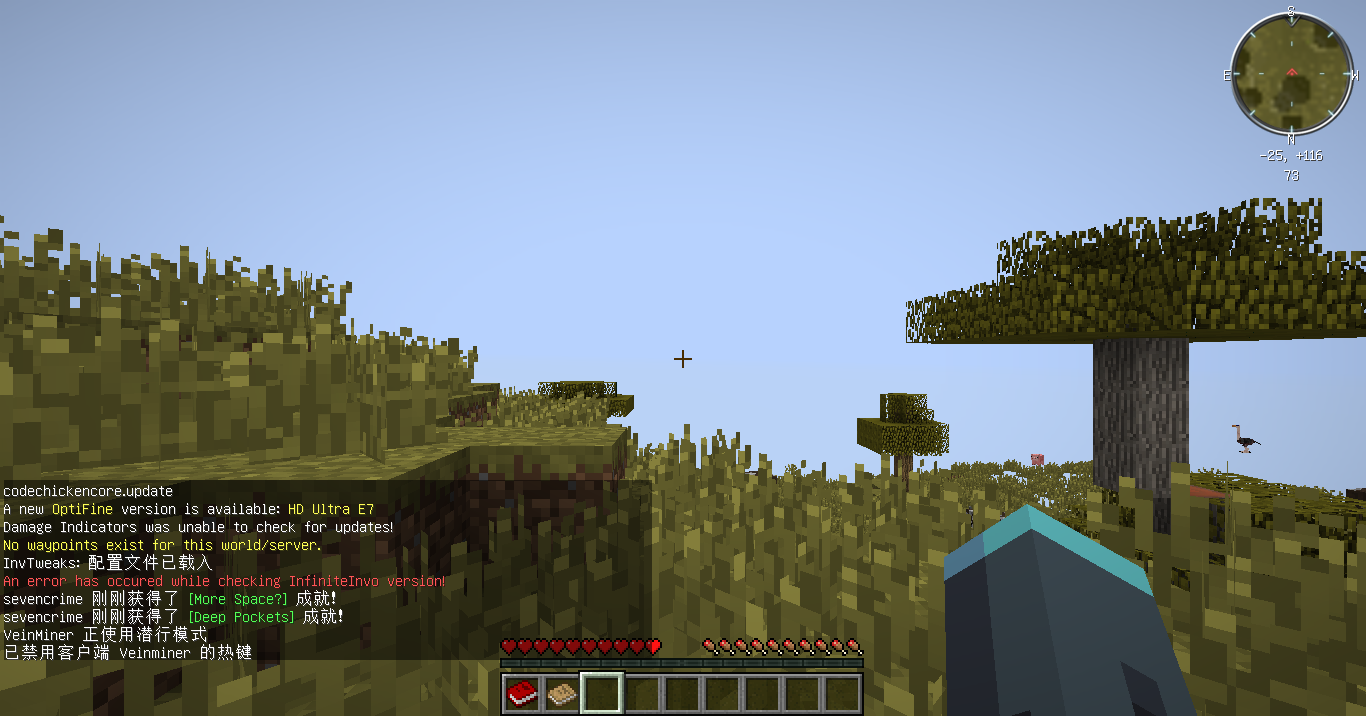 S
E
W
N
-25, +116
73
codechickencore.update
A new OptiFine version is available: HD Ultra E7
Damage Indicators was unable to check for updates!
No waypoints exist for this world/server.
InvTweaks: 配置文件已载入
An error has occured while checking InfiniteInvo version!
sevencrime 刚刚获得了 [More Space?] 成就!
sevencrime 刚刚获得了 [Deep Pockets] 成就!
VeinMiner 正使用潜行模式
已禁用客户端 Veinminer 的热键